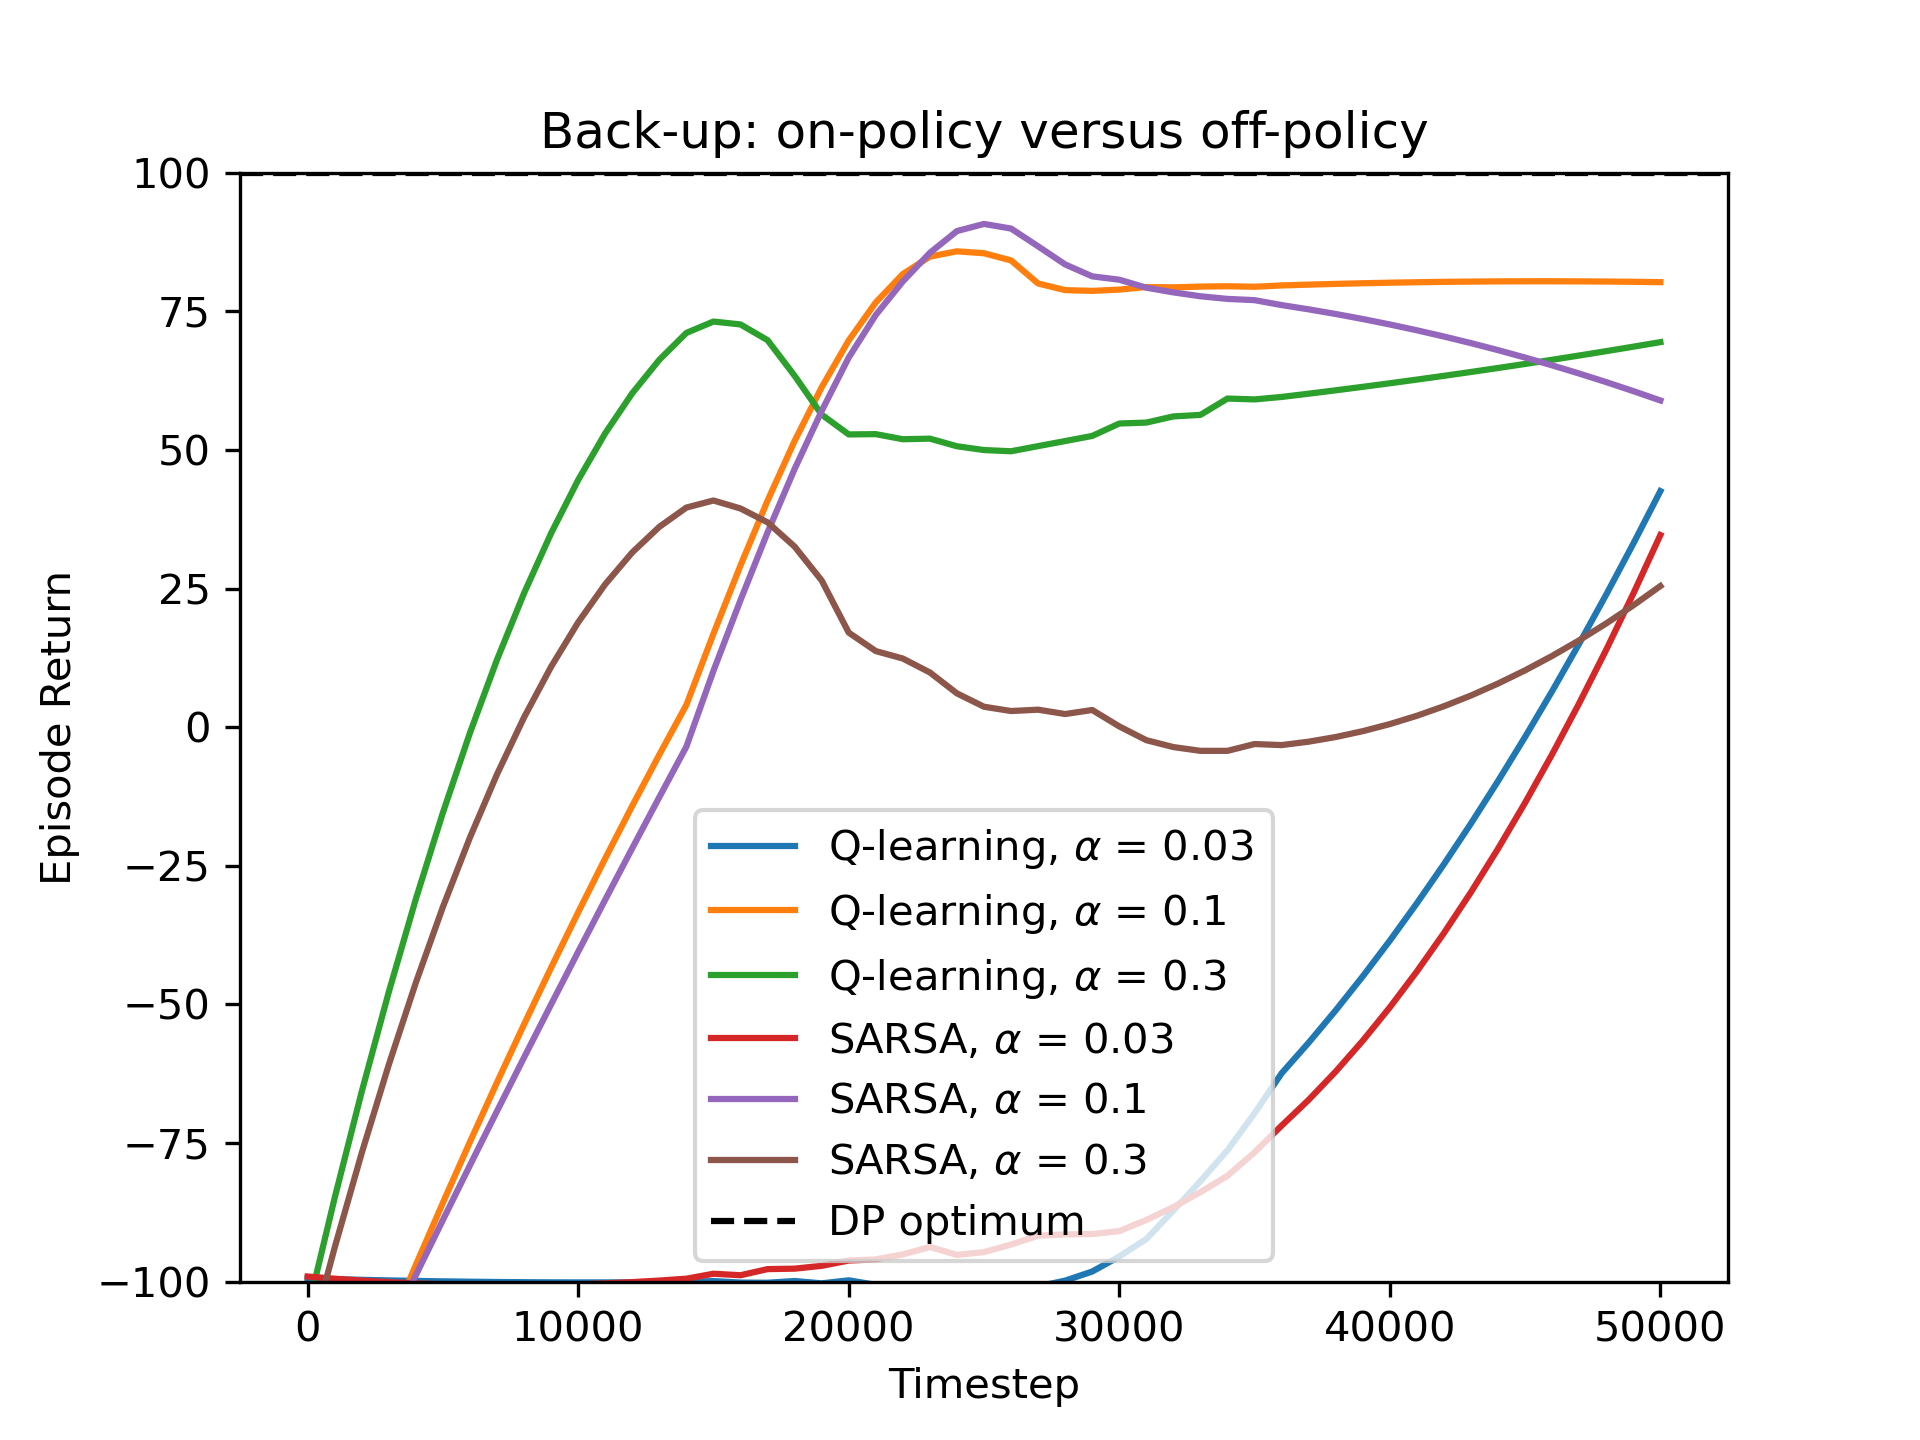 Back-up: on-policy versus off-policy
100
75
50
25
0
−25
−50
−75
−100
Episode Return
Q-learning, α = 0.03
Q-learning, α = 0.1
Q-learning, α = 0.3
SARSA, α = 0.03
SARSA, α = 0.1
SARSA, α = 0.3
DP optimum
0 10000 20000 30000 40000 50000
Timestep